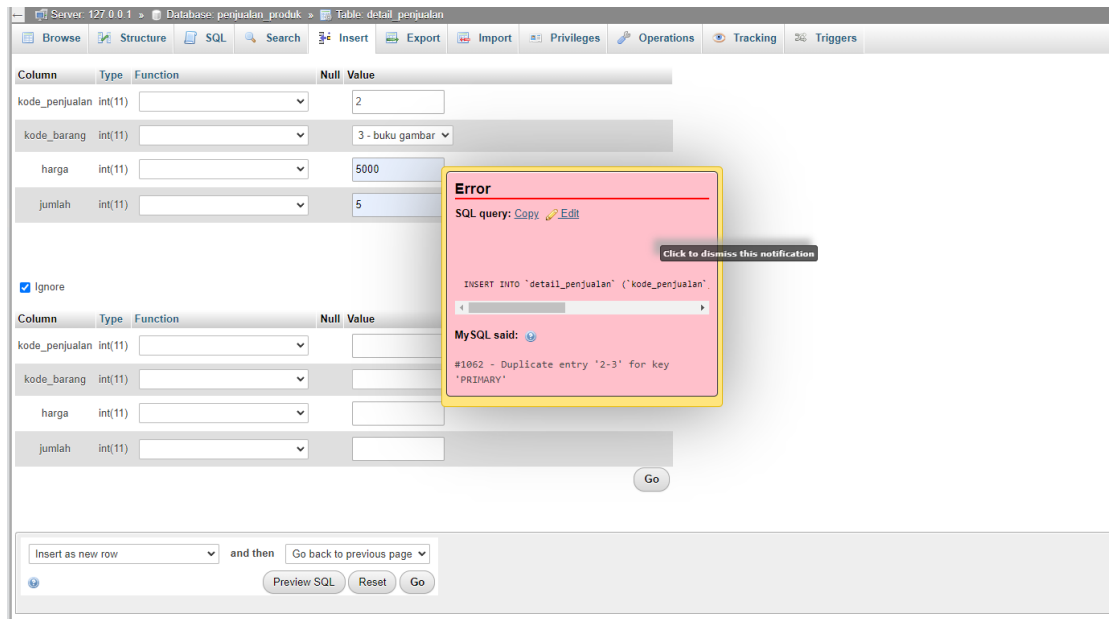 ← Server: 127.0.0.1 » Database: penjualan_produk » Table: detail_penjualan
Browse Structure SQL Search Insert Export Import Privileges Operations Tracking Triggers
Column Type Function Null Value
kode_penjualan int(11) 2
kode_barang int(11) 3 - buku gambar
harga int(11) 5000
jumlah int(11) 5
Error
SQL query: Copy Edit
Click to dismiss this notification
INSERT INTO `detail_penjualan` (`kode_penjualan`,
MySQL said:
#1062 - Duplicate entry '2-3' for key
'PRIMARY'
Ignore
Column Type Function Null Value
kode_penjualan int(11)
kode_barang int(11)
harga int(11)
jumlah int(11)
Go
Insert as new row and then Go back to previous page
Preview SQL Reset Go